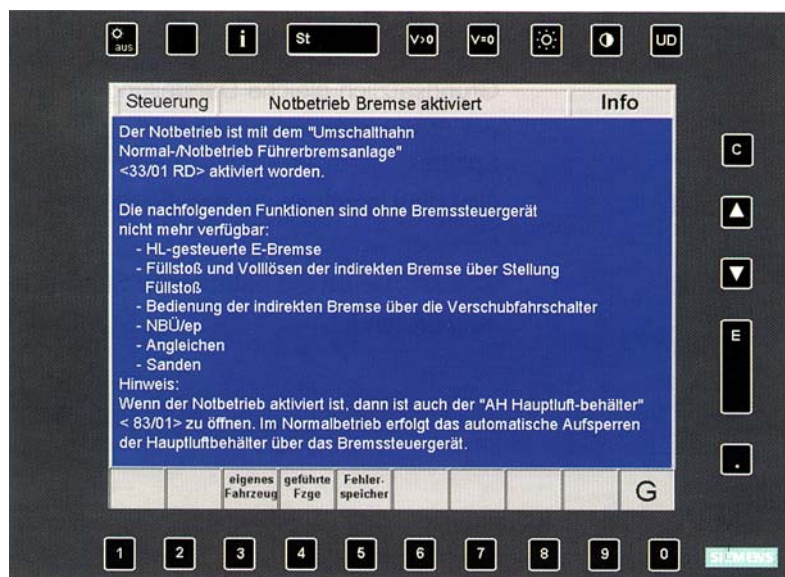 aus
i
St
V>0
V=0
UD
Steuerung Notbetrieb Bremse aktiviert Info
Der Notbetrieb ist mit dem "Umschalthahn
Normal-/Notbetrieb Führerbremsanlage"
<33/01 RD> aktiviert worden.
Die nachfolgenden Funktionen sind ohne Bremssteuergerät
nicht mehr verfügbar:
- HL-gesteuerte E-Bremse
- Füllstoß und Volllösen der indirekten Bremse über Stellung
Füllstoß
- Bedienung der indirekten Bremse über die Verschubfahrschalter
- NBÜ/ep
- Angleichen
- Sanden
Hinweis:
Wenn der Notbetrieb aktiviert ist, dann ist auch der "AH Hauptluft-behälter"
< 83/01> zu öffnen. Im Normalbetrieb erfolgt das automatische Aufsperren
der Hauptluftbehälter über das Bremssteuergerät.
eigenes geführte Fehler-
Fahrzeug Fzge speicher
G
C
E
.
1 2 3 4 5 6 7 8 9 0
SIEMENS